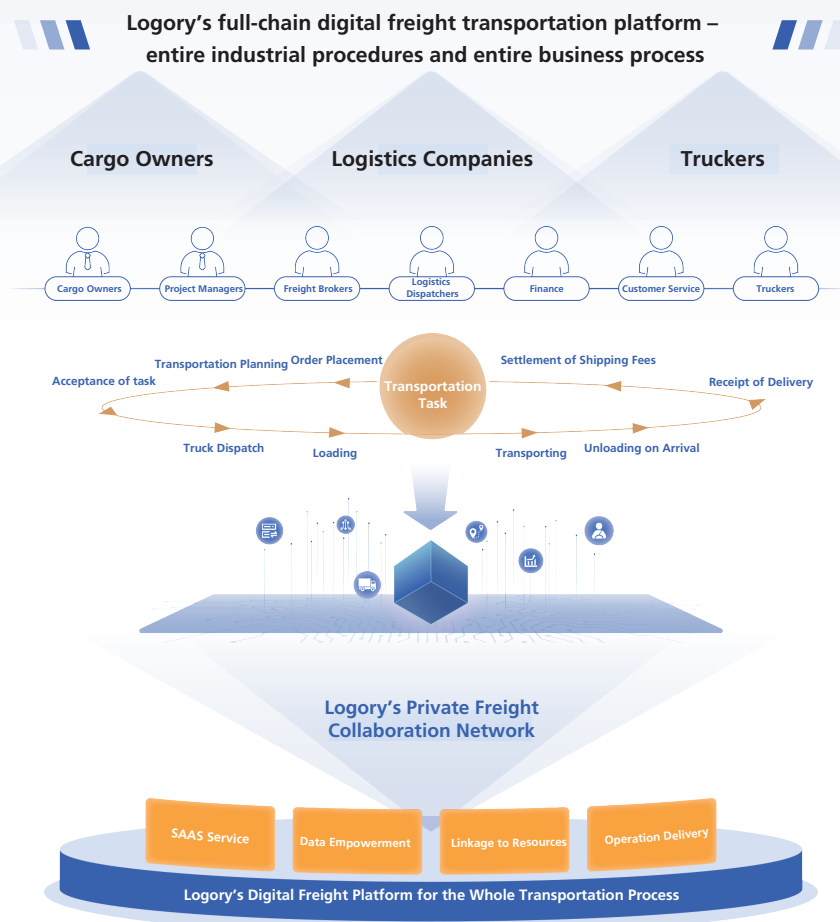 Logory’s full-chain digital freight transportation platform –
entire industrial procedures and entire business process
Cargo Owners
Logistics Companies
Truckers
Cargo Owners
Project Managers
Freight Brokers
Logistics
Dispatchers
Finance
Customer Service
Truckers
Acceptance of task
Transportation Planning
Order Placement
Transportation
Task
Settlement of Shipping Fees
Receipt of Delivery
Truck Dispatch
Loading
Transporting
Unloading on Arrival
Logory’s Private Freight
Collaboration Network
SAAS Service
Data Empowerment
Linkage to Resources
Operation Delivery
Logory’s Digital Freight Platform for the Whole Transportation Process